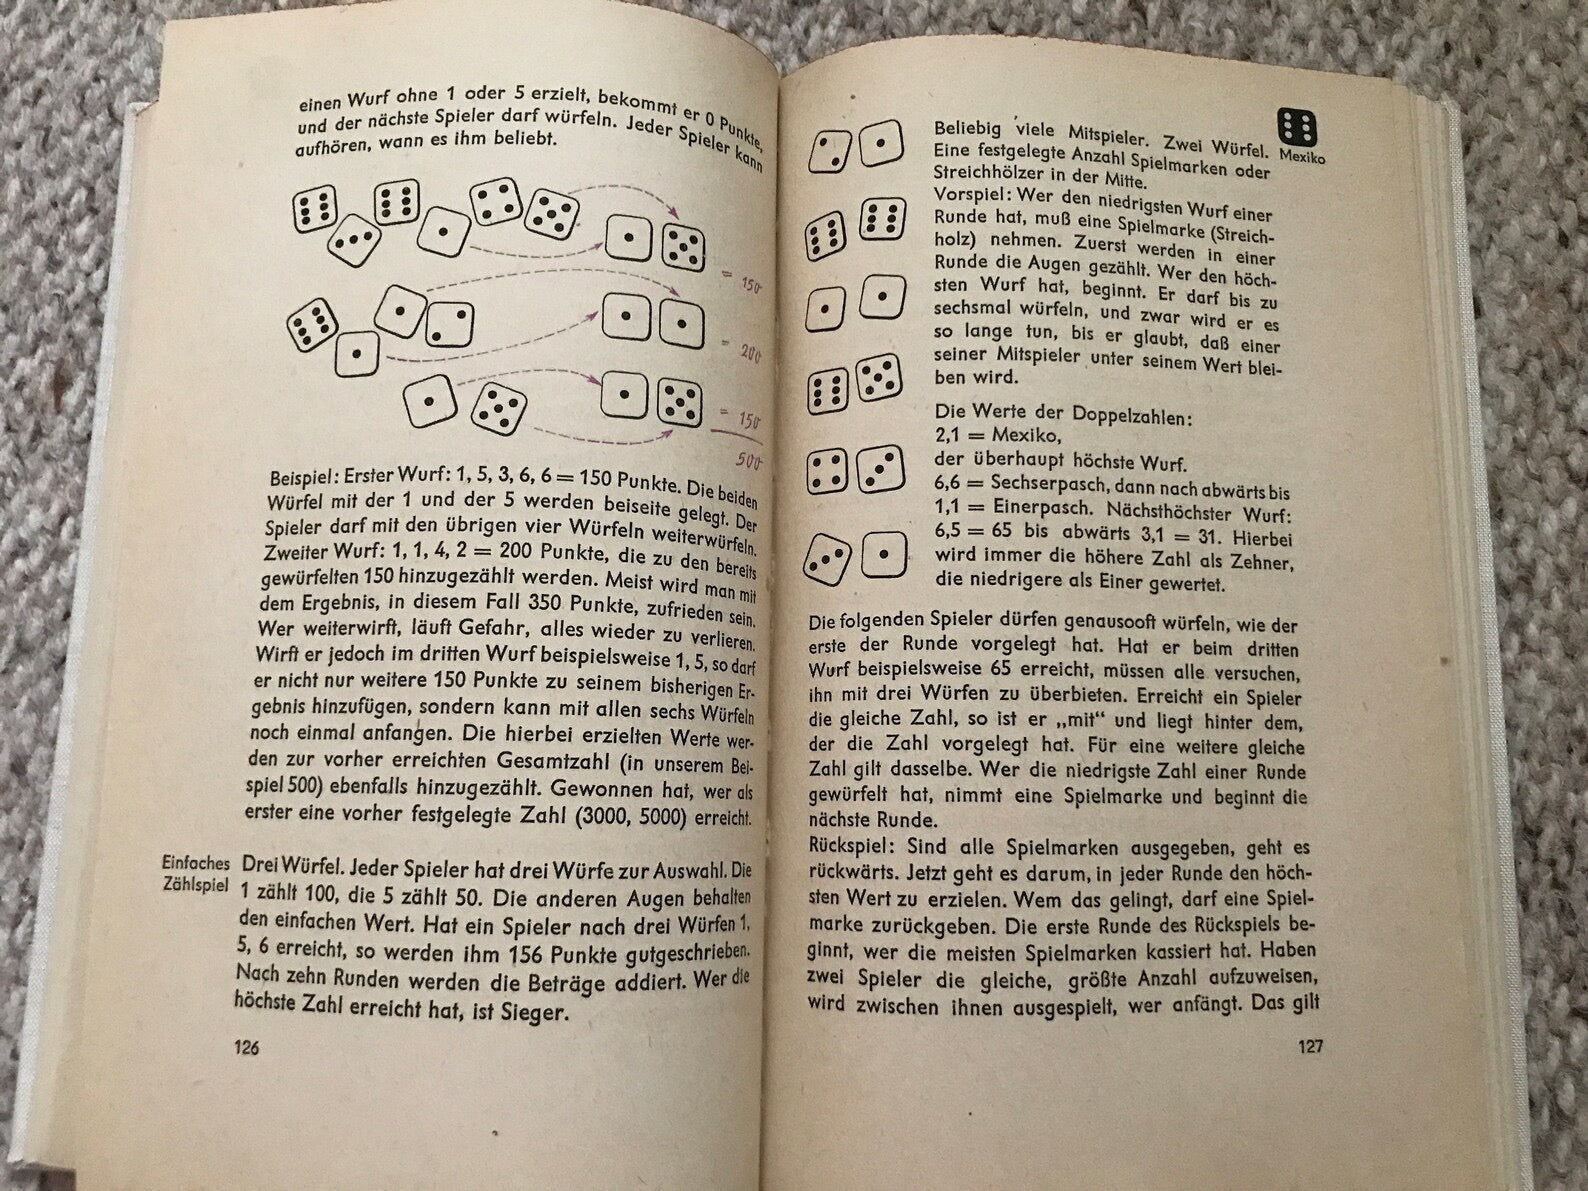 einen Wurf ohne 1 oder 5 erzielt, bekommt er 0 Punkte,
und der nächste Spieler darf würfeln. Jeder Spieler kann
aufhören, wann es ihm beliebt.
= 150
= 200
= 150
500
Beispiel: Erster Wurf: 1, 5, 3, 6, 6 = 150 Punkte. Die beiden
Würfel mit der 1 und der 5 werden beiseite gelegt. Der
Spieler darf mit den übrigen vier Würfeln weiterwürfeln.
Zweiter Wurf: 1, 1, 4, 2 = 200 Punkte, die zu den bereits
gewürfelten 150 hinzugezählt werden. Meist wird man mit
dem Ergebnis, in diesem Fall 350 Punkte, zufrieden sein.
Wer weiterwirft, läuft Gefahr, alles wieder zu verlieren.
Wirft er jedoch im dritten Wurf beispielsweise 1, 5, so darf
er nicht nur weitere 150 Punkte zu seinem bisherigen Er-
gebnis hinzufügen, sondern kann mit allen sechs Würfeln
noch einmal anfangen. Die hierbei erzielten Werte wer-
den zur vorher erreichten Gesamtzahl (in unserem Bei-
spiel 500) ebenfalls hinzugezählt. Gewonnen hat, wer als
erster eine vorher festgelegte Zahl (3000, 5000) erreicht.
Einfaches
Zählspiel
Drei Würfel. Jeder Spieler hat drei Würfe zur Auswahl. Die
1 zählt 100, die 5 zählt 50. Die anderen Augen behalten
den einfachen Wert. Hat ein Spieler nach drei Würfen 1,
5, 6 erreicht, so werden ihm 156 Punkte gutgeschrieben.
Nach zehn Runden werden die Beträge addiert. Wer die
höchste Zahl erreicht hat, ist Sieger.
126
Mexiko
Beliebig viele Mitspieler. Zwei Würfel.
Eine festgelegte Anzahl Spielmarken oder
Streichhölzer in der Mitte.
Vorspiel: Wer den niedrigsten Wurf einer
Runde hat, muß eine Spielmarke (Streich-
holz) nehmen. Zuerst werden in einer
Runde die Augen gezählt. Wer den höch-
sten Wurf hat, beginnt. Er darf bis zu
sechsmal würfeln, und zwar wird er es
so lange tun, bis er glaubt, daß einer
seiner Mitspieler unter seinem Wert blei-
ben wird.
Die Werte der Doppelzahlen:
2,1 = Mexiko,
der überhaupt höchste Wurf.
6,6 = Sechserpasch, dann nach abwärts bis
1,1 = Einerpasch. Nächsthöchster Wurf:
6,5 = 65 bis abwärts 3,1 = 31. Hierbei
wird immer die höhere Zahl als Zehner,
die niedrigere als Einer gewertet.
Die folgenden Spieler dürfen genausooft würfeln, wie der
erste der Runde vorgelegt hat. Hat er beim dritten
Wurf beispielsweise 65 erreicht, müssen alle versuchen,
ihn mit drei Würfen zu überbieten. Erreicht ein Spieler
die gleiche Zahl, so ist er „mit“ und liegt hinter dem,
der die Zahl vorgelegt hat. Für eine weitere gleiche
Zahl gilt dasselbe. Wer die niedrigste Zahl einer Runde
gewürfelt hat, nimmt eine Spielmarke und beginnt die
nächste Runde.
Rückspiel: Sind alle Spielmarken ausgegeben, geht es
rückwärts. Jetzt geht es darum, in jeder Runde den höch-
sten Wert zu erzielen. Wem das gelingt, darf eine Spiel-
marke zurückgeben. Die erste Runde des Rückspiels be-
ginnt, wer die meisten Spielmarken kassiert hat. Haben
zwei Spieler die gleiche, größte Anzahl aufzuweisen,
wird zwischen ihnen ausgespielt, wer anfängt. Das gilt
127